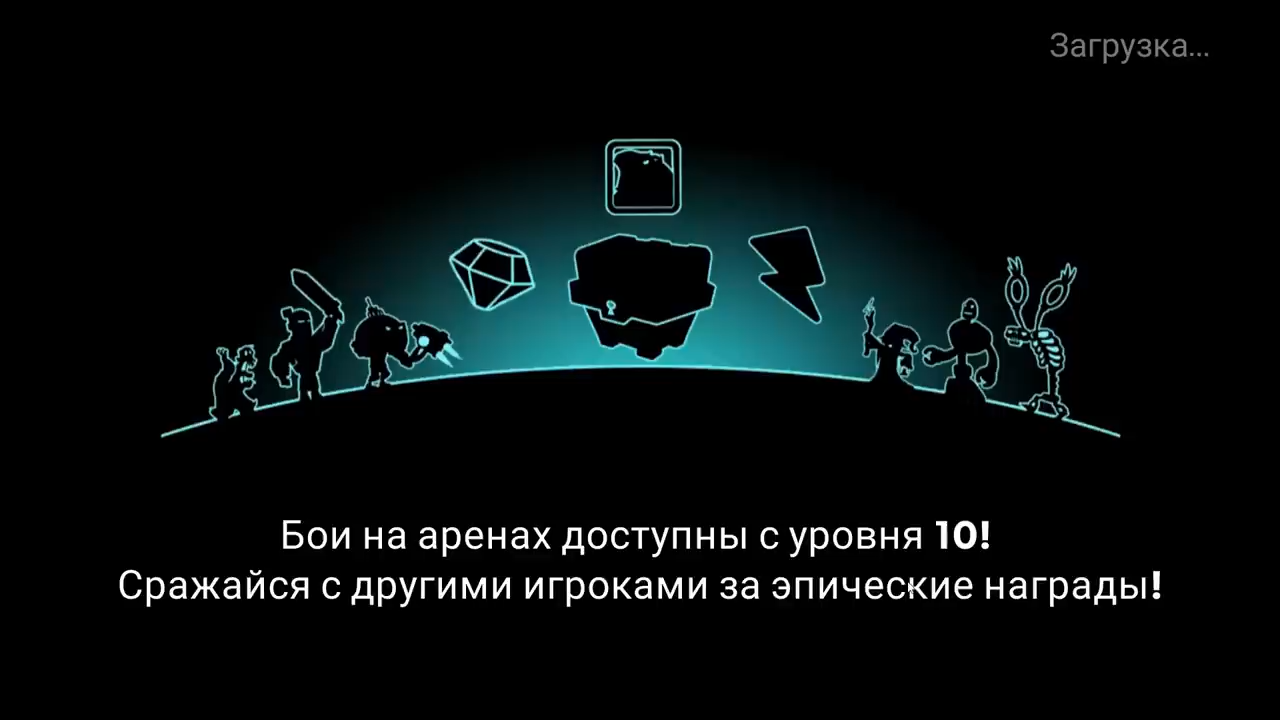 Загрузка...
Бои на аренах доступны с уровня 10!
Сражайся с другими игроками за эпические награды!